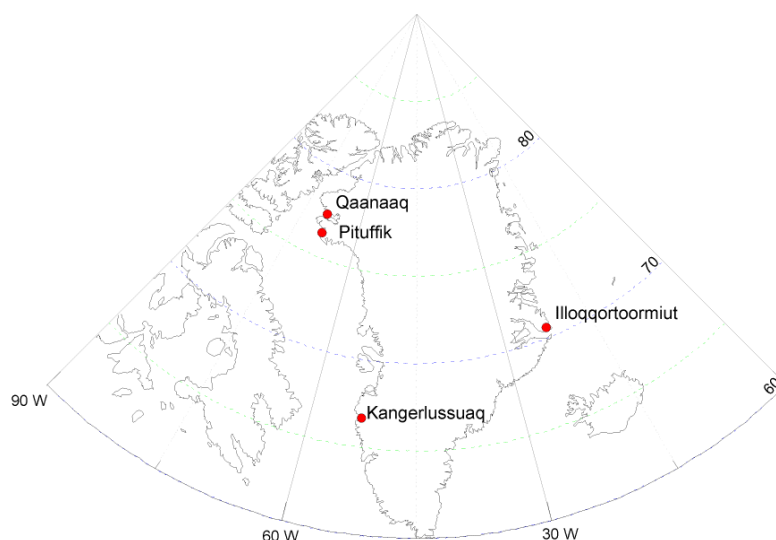 80
Qaanaaq
Pituffik
70
Illoqqortoormiut
90 W
60
Kangerlussuaq
60 W
30 W